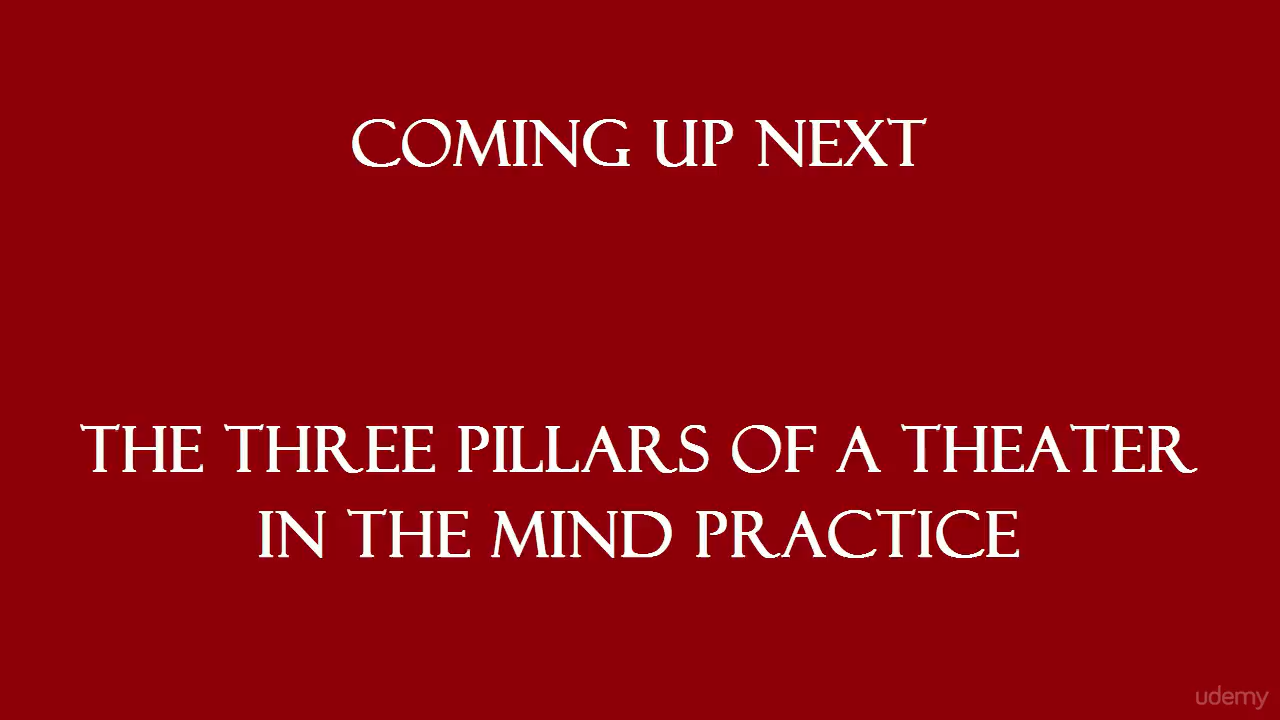 COMING UP NEXT
THE THREE PILLARS OF A THEATER
IN THE MIND PRACTICE
udemy